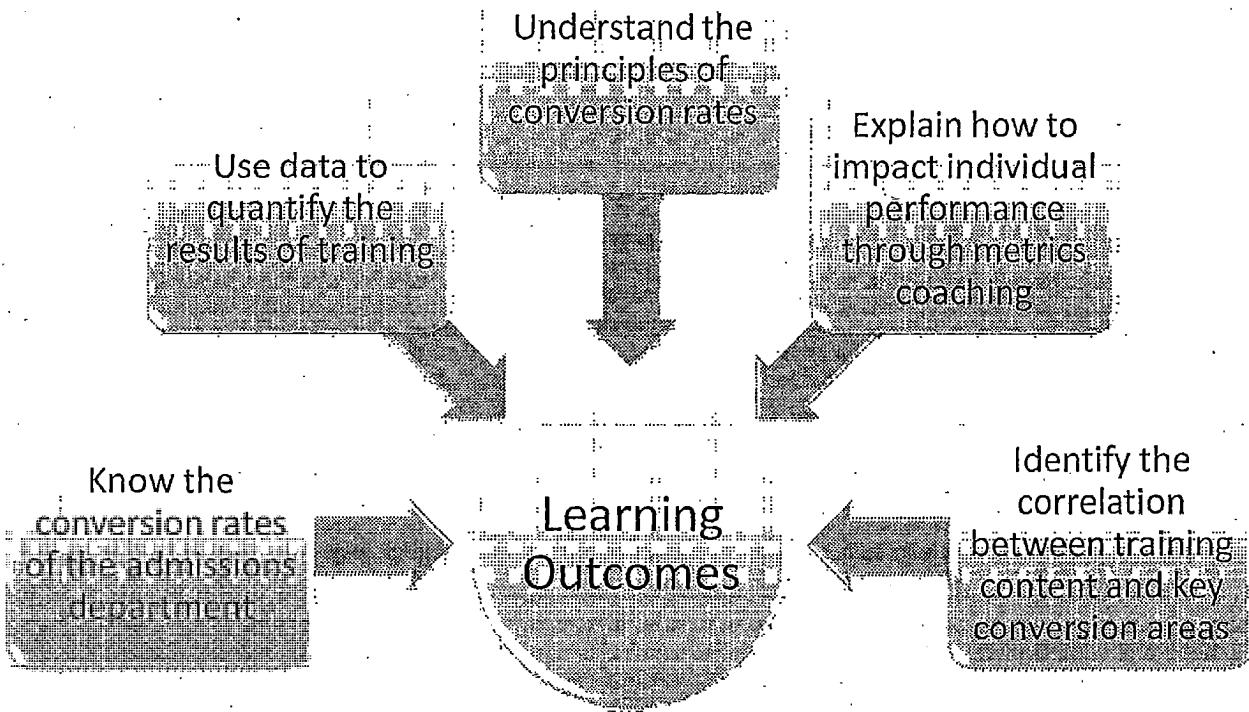 Understand the
principles of
conversion rates
Use data to
quantify the
results of training
Explain how to
impact individual
performance
through metrics
coaching
Know the
conversion rates
of the admissions
department
Learning
Outcomes
Identify the
correlation
between training
content and key
conversion areas